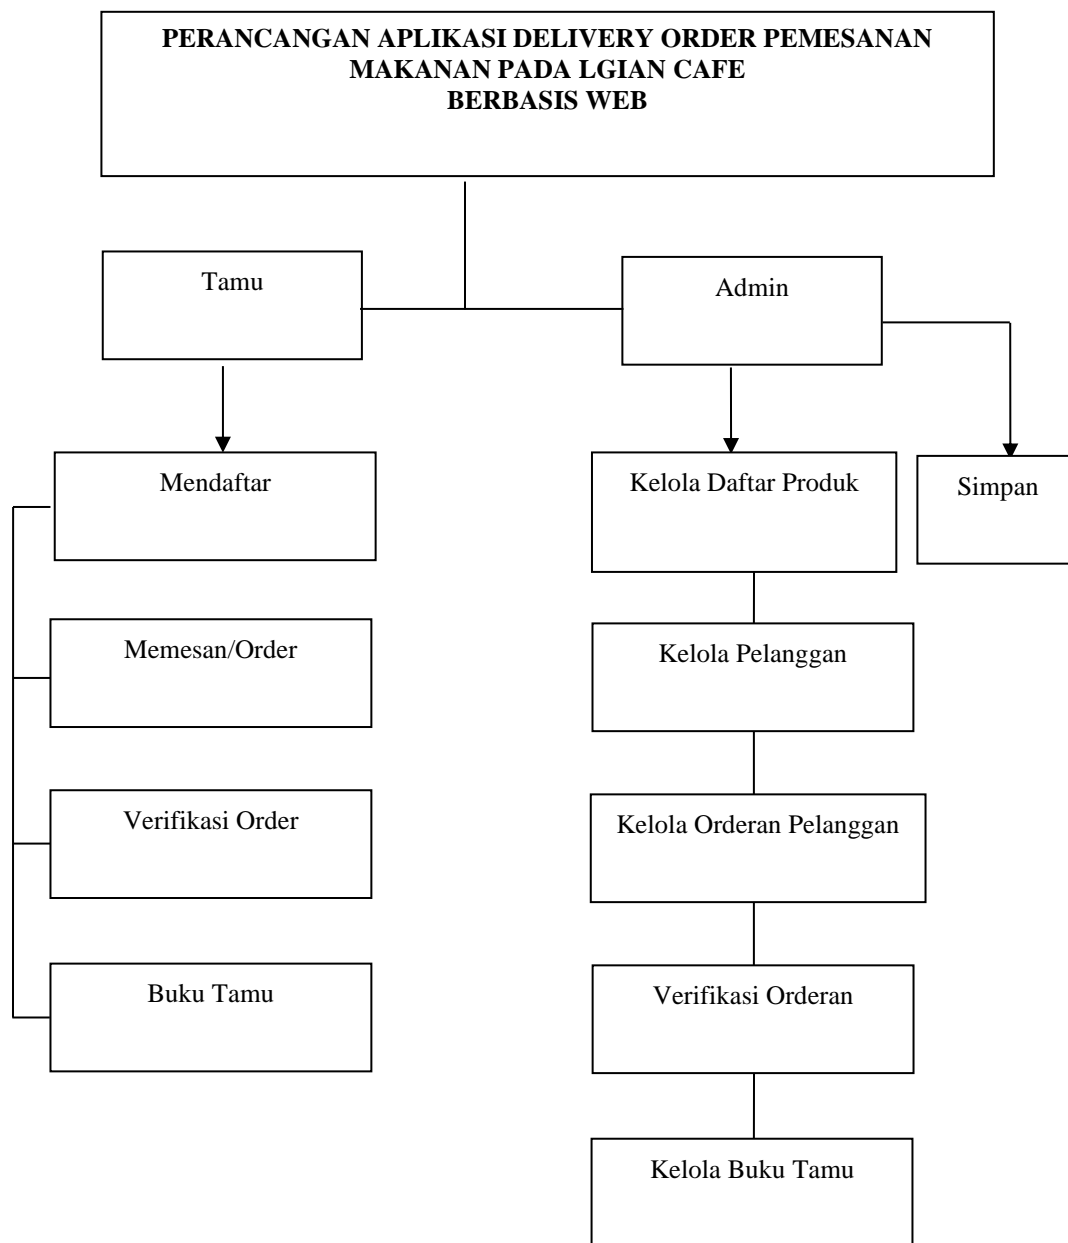 PERANCANGAN APLIKASI DELIVERY ORDER PEMESANAN
MAKANAN PADA LGIAN CAFE
BERBASIS WEB
Tamu
Admin
Mendaftar
Kelola Daftar Produk
Simpan
Memesan/Order
Kelola Pelanggan
Verifikasi Order
Kelola Orderan Pelanggan
Buku Tamu
Verifikasi Orderan
Kelola Buku Tamu